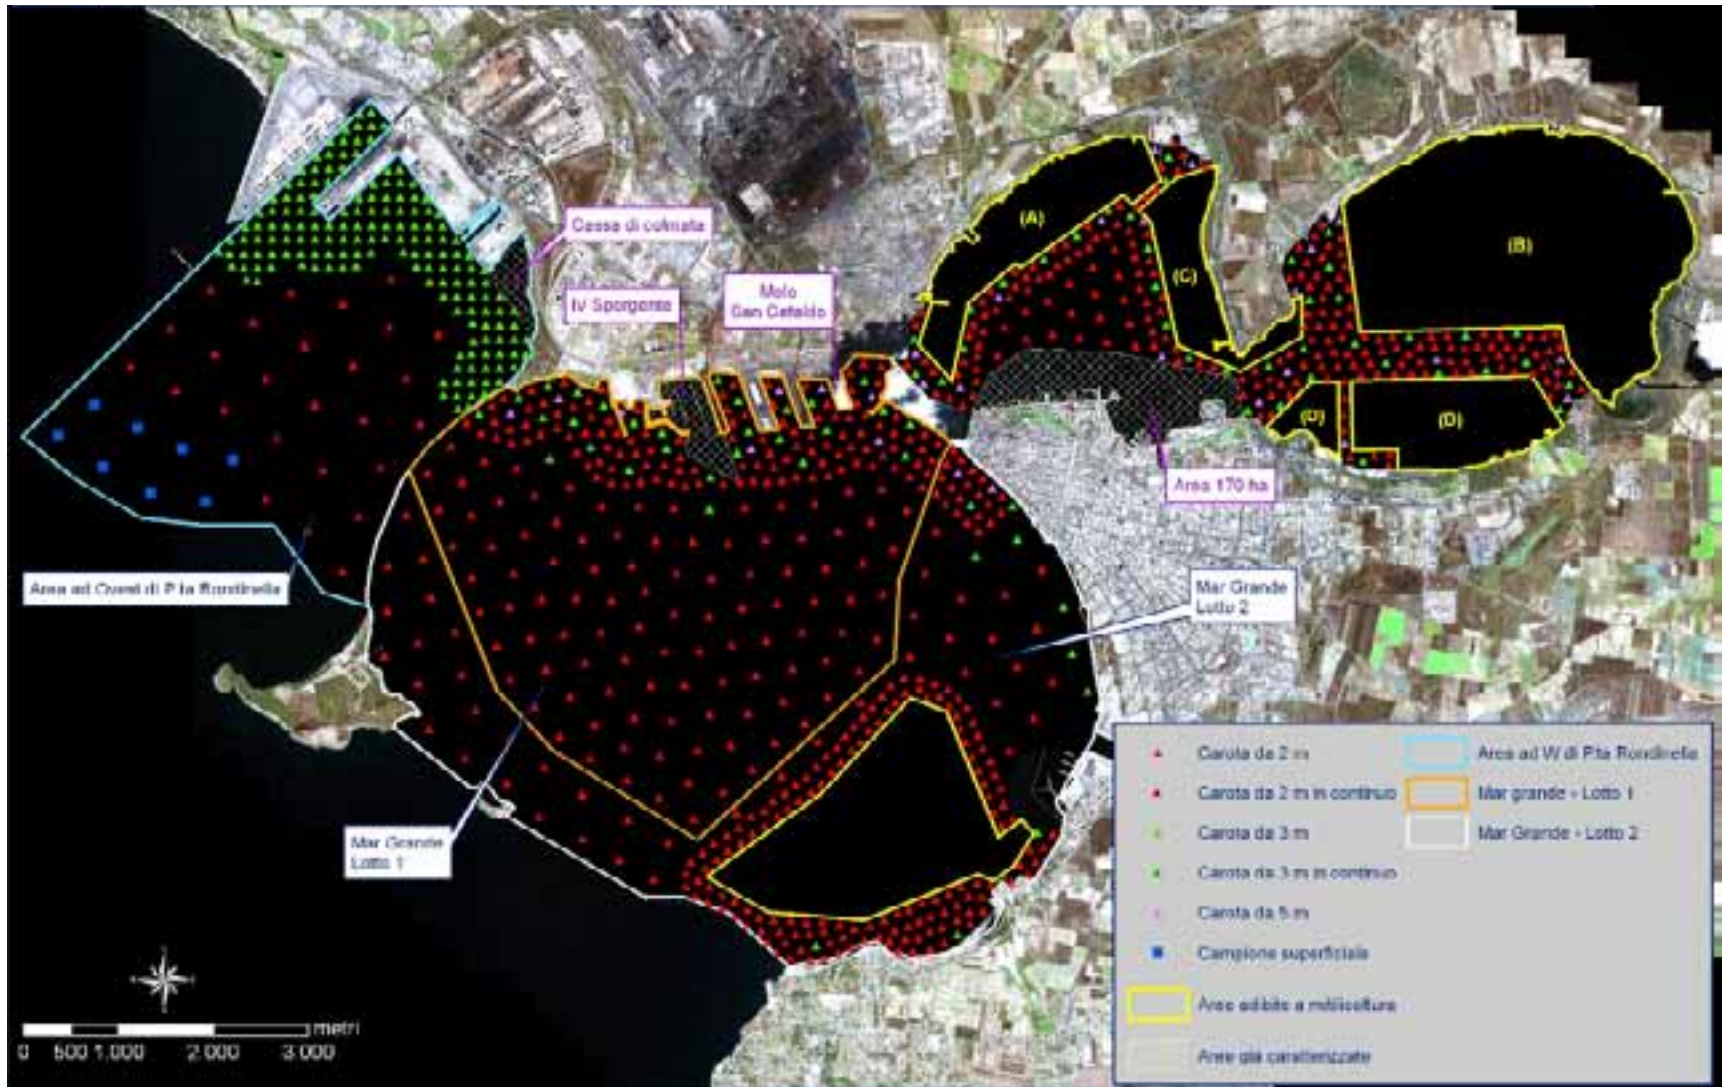 Cassa di colmata
IV Sporgente
Molo
San Cataldo
(A)
(B)
(C)
(D)
(D)
Area 170 ha
Area ad Ovest di P.ta Rondinella
Mar Grande
Lotto 2
Mar Grande
Lotto 1
Carota da 2 m
Carota da 2 m in continuo
Carota da 3 m
Carota da 3 m in continuo
Carota da 5 m
Campione superficiale
Aree adibite a mitilicoltura
Aree già caratterizzate
Area ad W di P.ta Rondinella
Mar grande - Lotto 1
Mar Grande - Lotto 2
metri
0 500 1.000 2.000 3.000